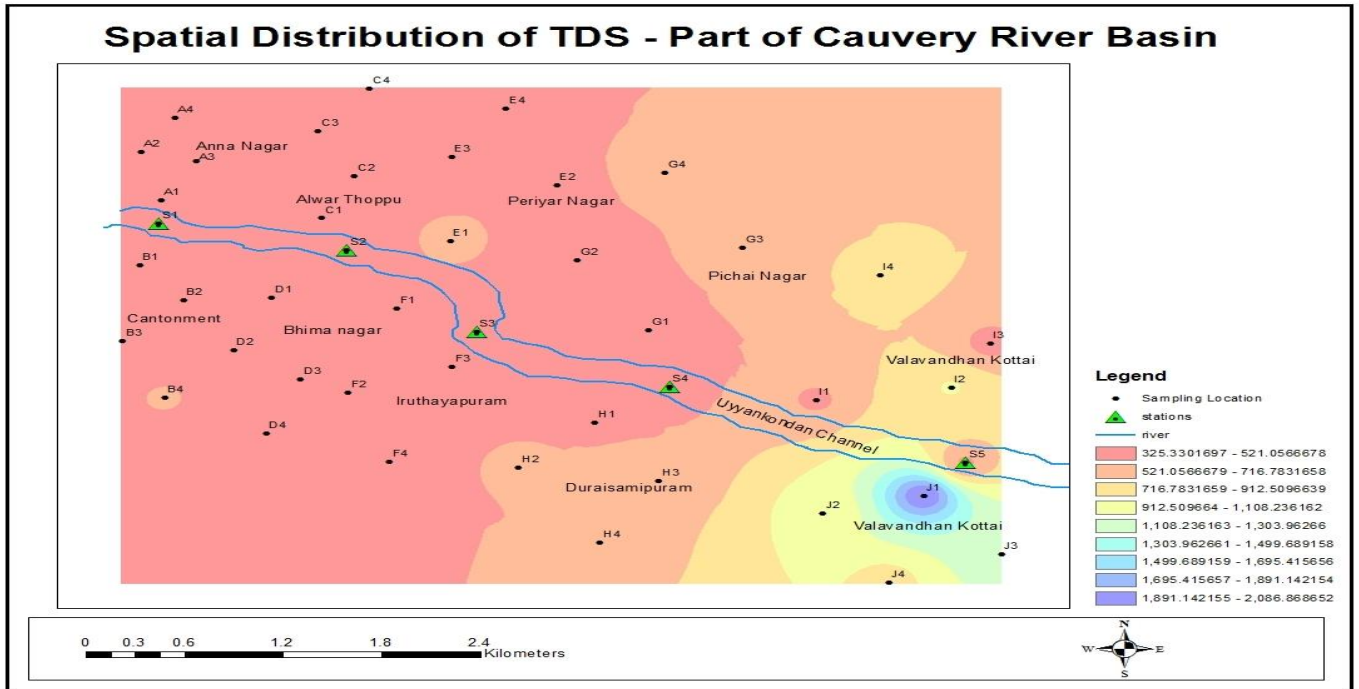 Spatial Distribution of TDS - Part of Cauvery River Basin
C4
E4
A4
C3
A2
Anna Nagar
A3
E3
C2
G4
E2
A1
Alwar Thoppu
Periyar Nagar
S1
C1
E1
S2
G3
G2
Pichai Nagar
B1
I4
B2
D1
F1
Cantonment
Bhima nagar
S3
G1
B3
I3
D2
Valavandhan Kottai
F3
D3
S4
I2
F2
B4
Iruthayapuram
I1
Uyyankondan Channel
H1
D4
F4
S5
H2
H3
Duraisamipuram
J1
J2
Valavandhan Kottai
H4
J3
J4
Legend
Sampling Location
stations
river
325.3301697 - 521.0566678
521.0566679 - 716.7831658
716.7831659 - 912.5096639
912.509664 - 1,108.236162
1,108.236163 - 1,303.96266
1,303.962661 - 1,499.689158
1,499.689159 - 1,695.415656
1,695.415657 - 1,891.142154
1,891.142155 - 2,086.868652
0 0.3 0.6 1.2 1.8 2.4
Kilometers
N
W E
S